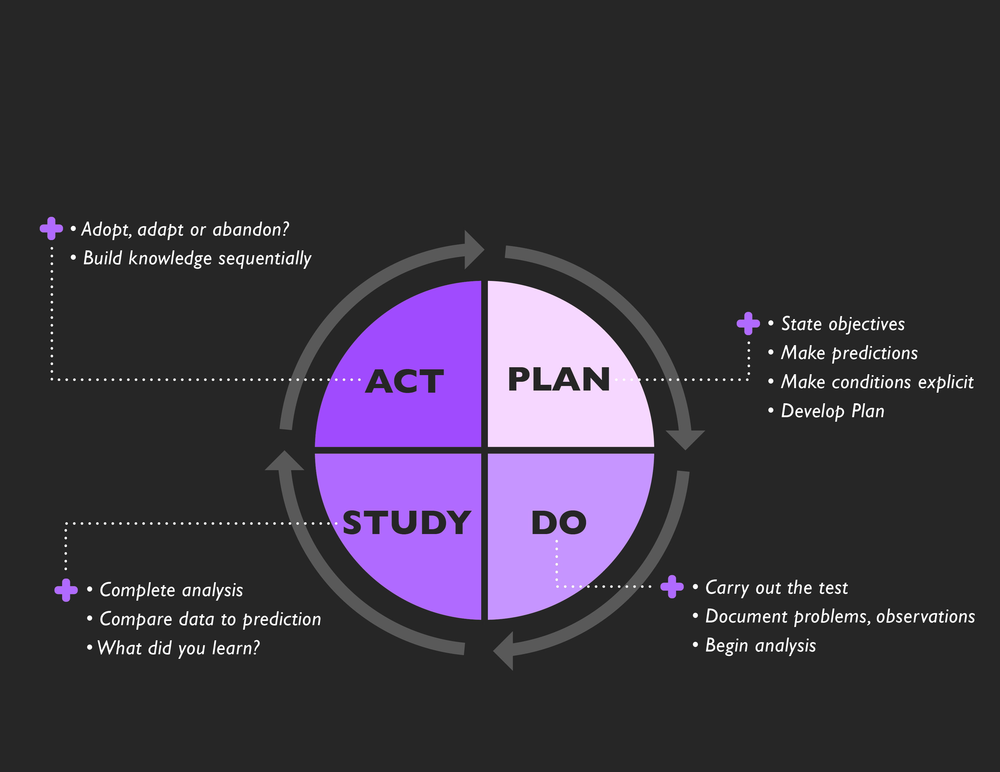 • Adopt, adapt or abandon?
• Build knowledge sequentially
ACT
PLAN
• State objectives
• Make predictions
• Make conditions explicit
• Develop Plan
STUDY
DO
• Complete analysis
• Compare data to prediction
• What did you learn?
• Carry out the test
• Document problems, observations
• Begin analysis